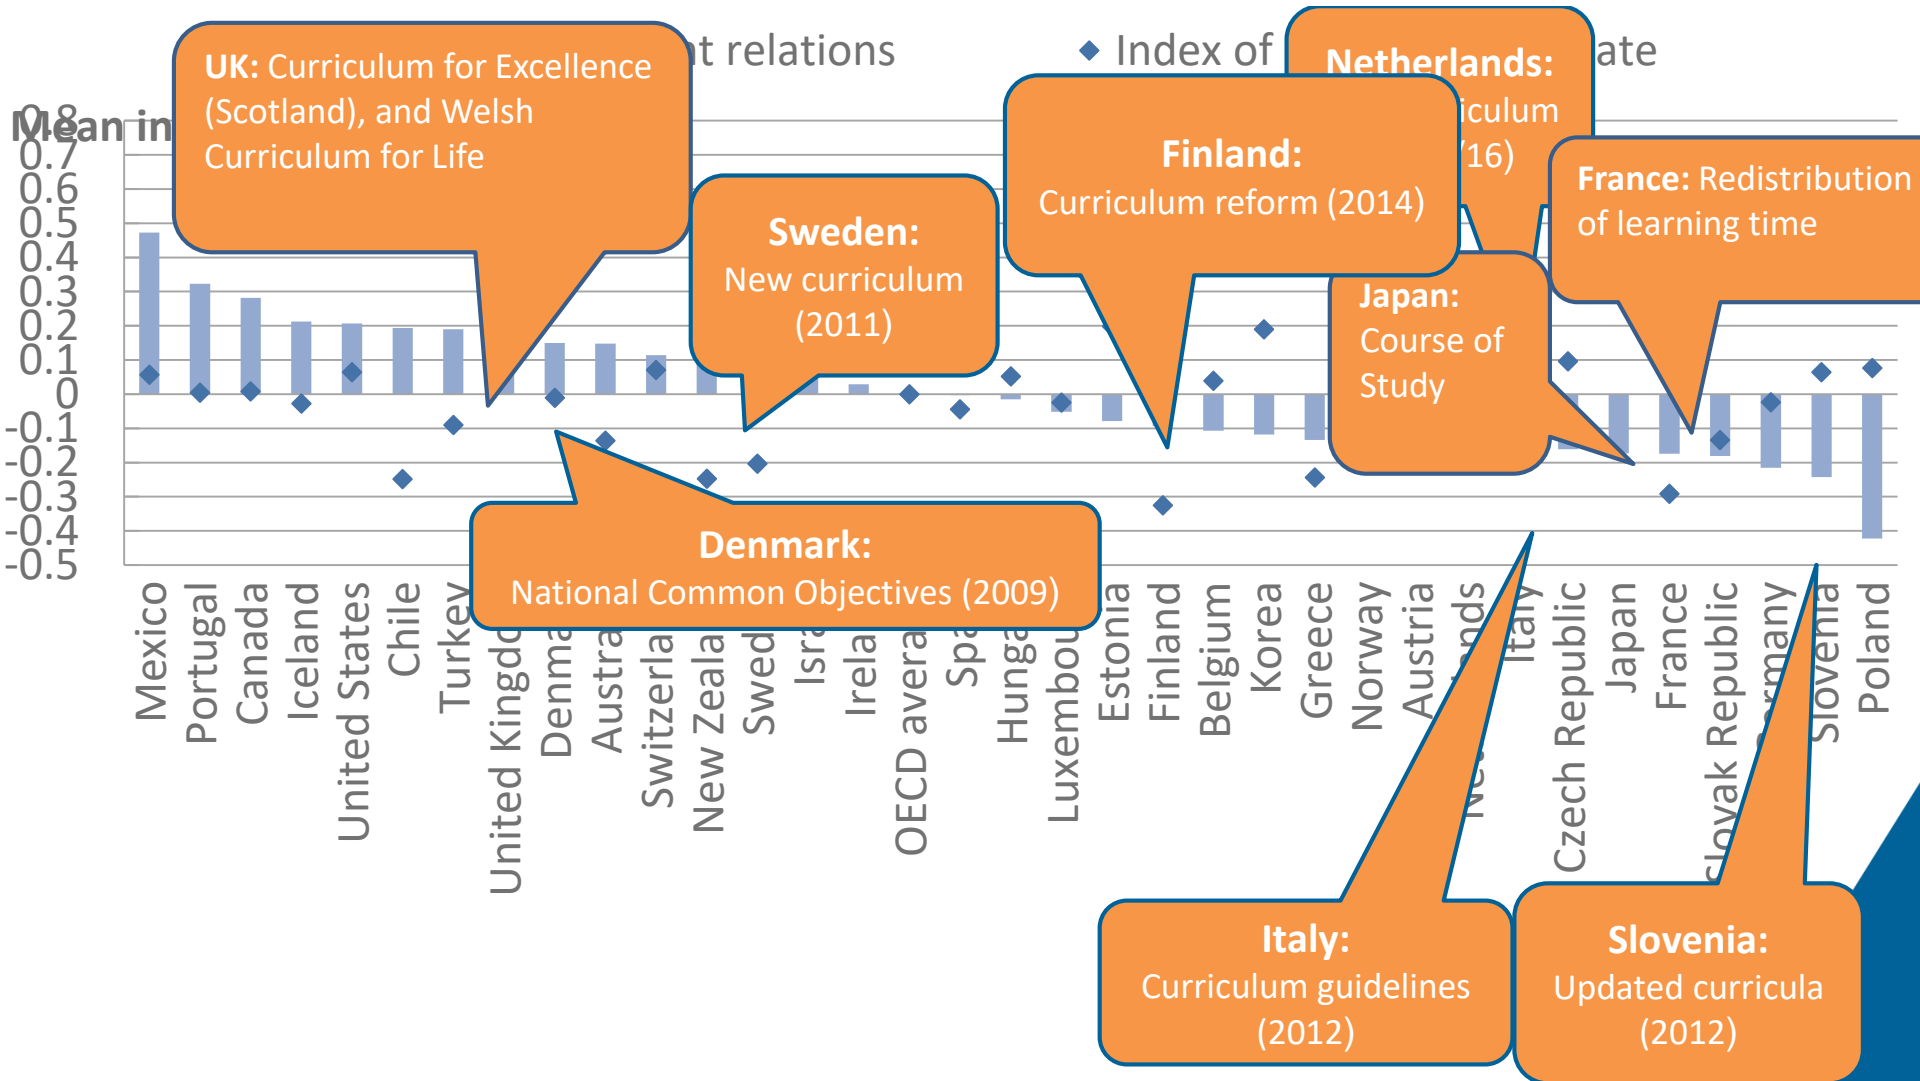 relations
Index of
ate
Mean in
UK: Curriculum for Excellence
(Scotland), and Welsh
Curriculum for Life
Netherlands:
iculum
/16)
Finland:
Curriculum reform (2014)
France: Redistribution
of learning time
Sweden:
New curriculum
(2011)
Japan:
Course of
Study
0.8
0.7
0.6
0.5
0.4
0.3
0.2
0.1
0
-0.1
-0.2
-0.3
-0.4
-0.5
Denmark:
National Common Objectives (2009)
Mexico
Portugal
Canada
Iceland
United States
Chile
Turkey
United Kingdo
Denma
Austra
Switzerla
New Zeala
Swed
Isra
Irela
OECD avera
Spa
Hunga
Luxembou
Estonia
Finland
Belgium
Korea
Greece
Norway
Austria
Italy
Czech Republic
Japan
France
Slovak Republic
Slovenia
Poland
Italy:
Curriculum guidelines
(2012)
Slovenia:
Updated curricula
(2012)